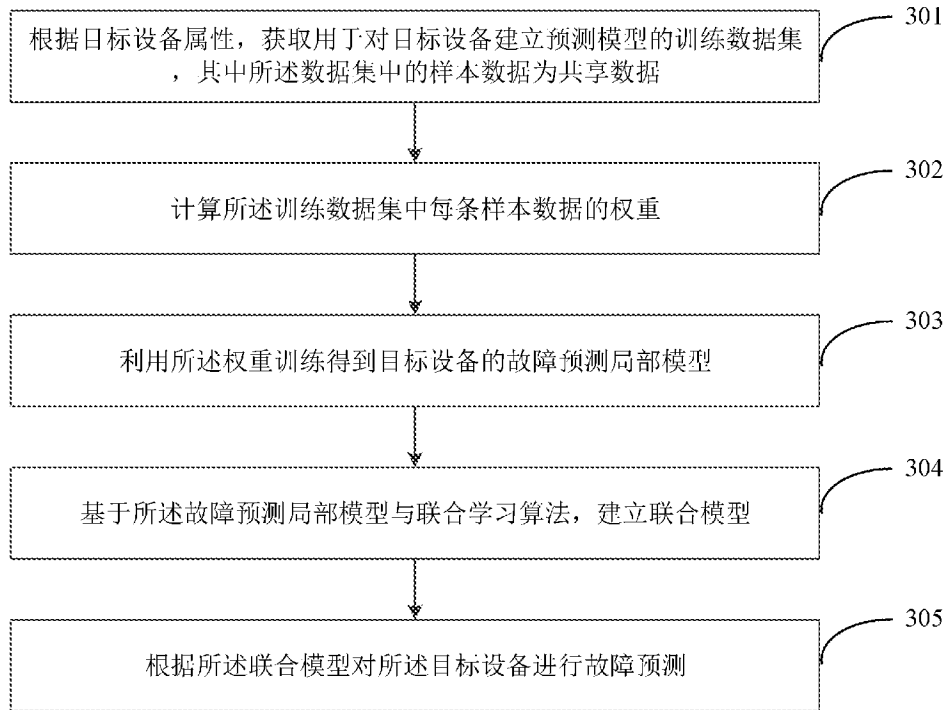 301
根据目标设备属性，获取用于对目标设备建立预测模型的训练数据集
，其中所述数据集中的样本数据为共享数据
302
计算所述训练数据集中每条样本数据的权重
303
利用所述权重训练得到目标设备的故障预测局部模型
304
基于所述故障预测局部模型与联合学习算法，建立联合模型
305
根据所述联合模型对所述目标设备进行故障预测